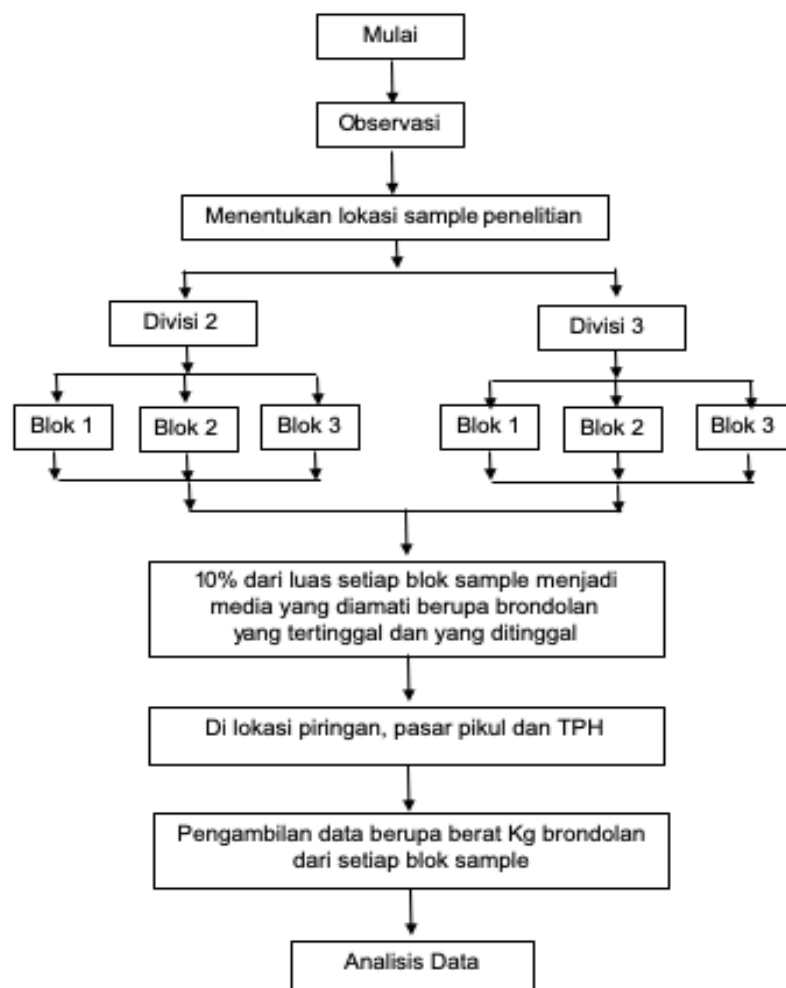 Mulai
Observasi
Menentukan lokasi sample penelitian
Divisi 2
Divisi 3
Blok 1
Blok 2
Blok 3
Blok 1
Blok 2
Blok 3
10% dari luas setiap blok sample menjadi
media yang diamati berupa brondolan
yang tertinggal dan yang ditinggal
Di lokasi piringan, pasar pikul dan TPH
Pengambilan data berupa berat Kg brondolan
dari setiap blok sample
Analisis Data